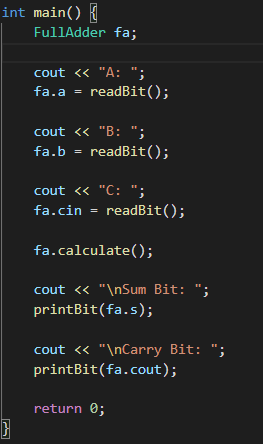 int main() {
    FullAdder fa;

    cout << "A: ";
    fa.a = readBit();

    cout << "B: ";
    fa.b = readBit();

    cout << "C: ";
    fa.cin = readBit();

    fa.calculate();

    cout << "\nSum Bit: ";
    printBit(fa.s);

    cout << "\nCarry Bit: ";
    printBit(fa.cout);

    return 0;
}